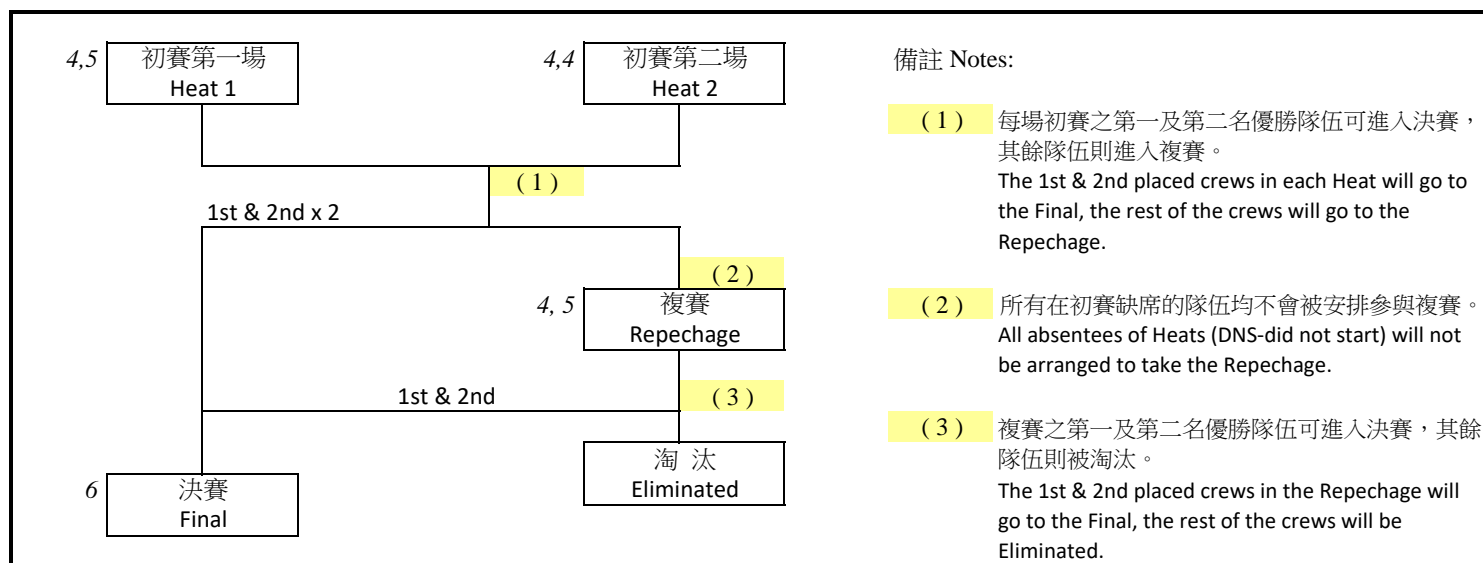 4,5
初賽第一場
Heat 1
4,4
初賽第二場
Heat 2
( 1 )
1st & 2nd x 2
( 2 )
4, 5
複賽
Repechage
1st & 2nd
( 3 )
淘 汰
Eliminated
6
決賽
Final
備註 Notes:
( 1 ) 每場初賽之第一及第二名優勝隊伍可進入決賽，
其餘隊伍則進入複賽。
The 1st & 2nd placed crews in each Heat will go to
the Final, the rest of the crews will go to the
Repechage.
( 2 ) 所有在初賽缺席的隊伍均不會被安排參與複賽。
All absentees of Heats (DNS-did not start) will not
be arranged to take the Repechage.
( 3 ) 複賽之第一及第二名優勝隊伍可進入決賽，其餘
隊伍則被淘汰。
The 1st & 2nd placed crews in the Repechage will
go to the Final, the rest of the crews will be
Eliminated.